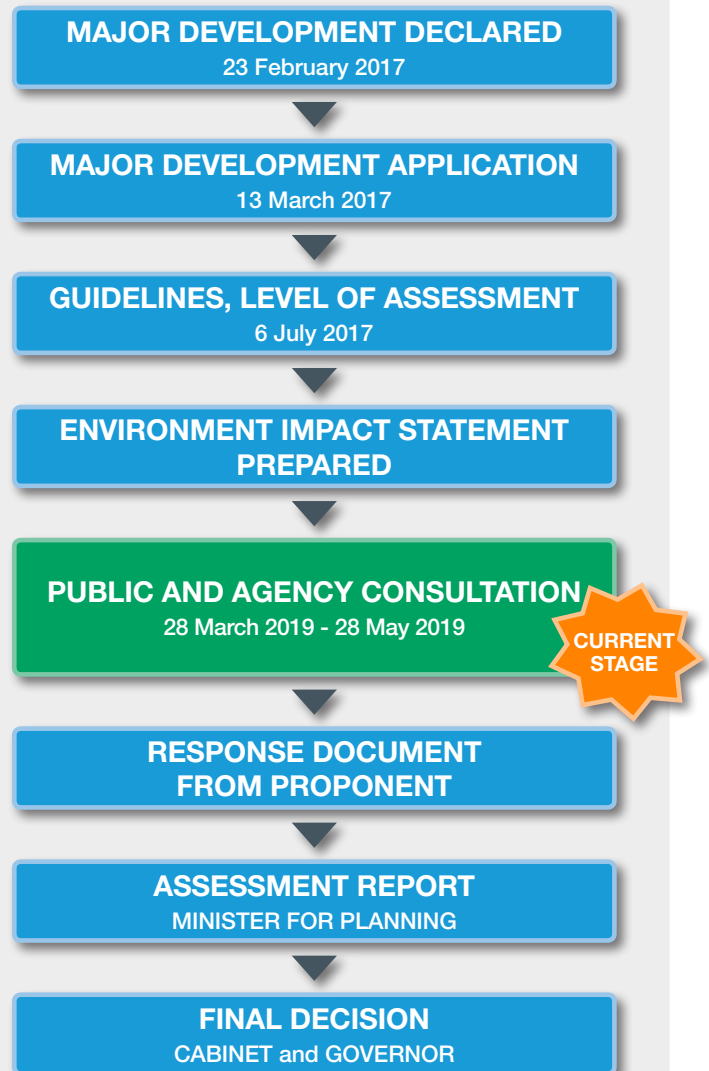 MAJOR DEVELOPMENT DECLARED
23 February 2017
MAJOR DEVELOPMENT APPLICATION
13 March 2017
GUIDELINES, LEVEL OF ASSESSMENT
6 July 2017
ENVIRONMENT IMPACT STATEMENT
PREPARED
PUBLIC AND AGENCY CONSULTATION
28 March 2019 - 28 May 2019
CURRENT
STAGE
RESPONSE DOCUMENT
FROM PROPONENT
ASSESSMENT REPORT
MINISTER FOR PLANNING
FINAL DECISION
CABINET and GOVERNOR